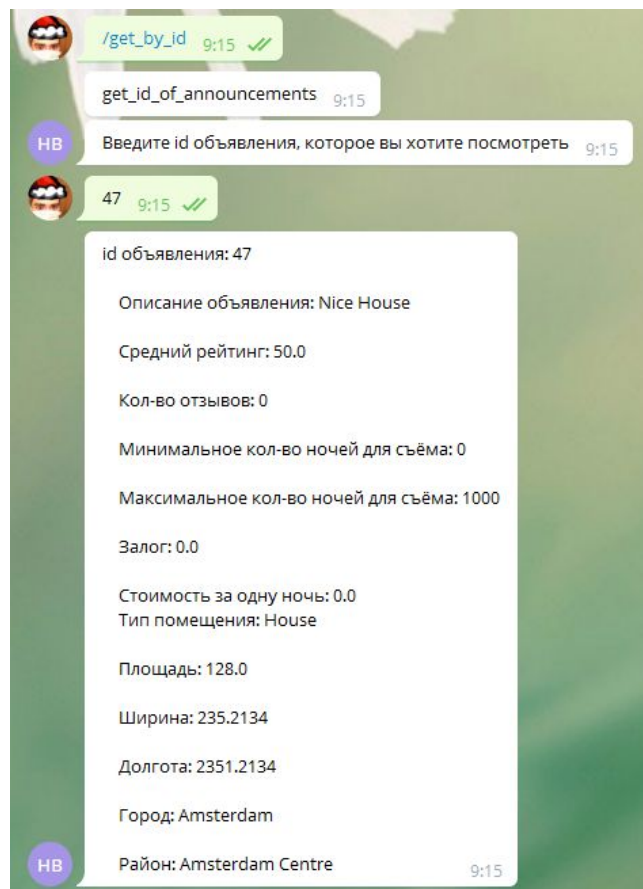 /get_by_id 9:15
get_id_of_announcements 9:15
НВ Введите id объявления, которое вы хотите посмотреть 9:15
47 9:15
id объявления: 47
Описание объявления: Nice House
Средний рейтинг: 50.0
Кол-во отзывов: 0
Минимальное кол-во ночей для съёма: 0
Максимальное кол-во ночей для съёма: 1000
Залог: 0.0
Стоимость за одну ночь: 0.0
Тип помещения: House
Площадь: 128.0
Ширина: 235.2134
Долгота: 2351.2134
Город: Amsterdam
НВ Район: Amsterdam Centre 9:15